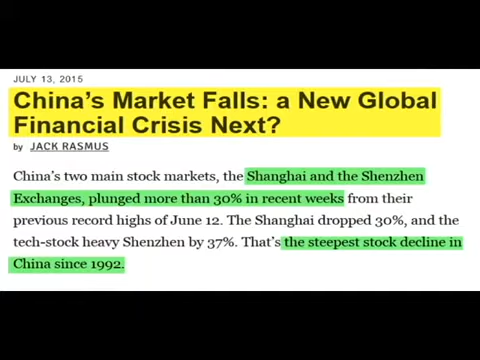 JULY 13, 2015
China's Market Falls: a New Global
Financial Crisis Next?
by JACK RASMUS
China's two main stock markets, the Shanghai and the Shenzhen
Exchanges, plunged more than 30% in recent weeks from their
previous record highs of June 12. The Shanghai dropped 30%, and the
tech-stock heavy Shenzhen by 37%. That's the steepest stock decline in
China since 1992.